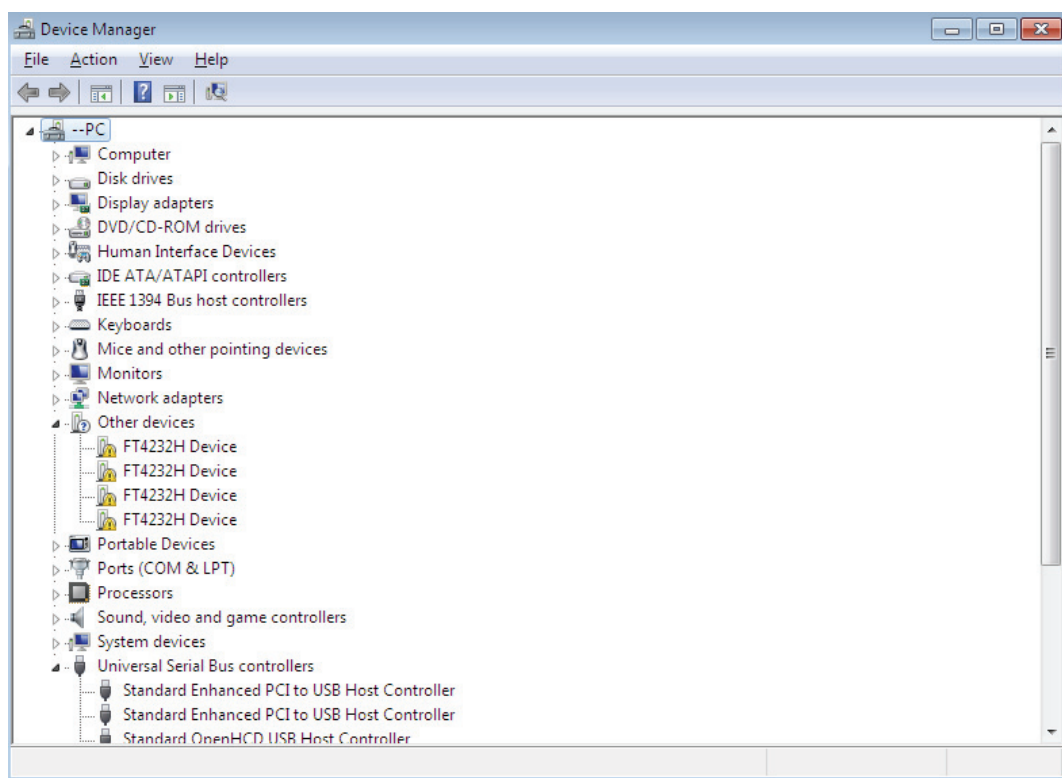 Device Manager
File Action View Help
--PC
Computer
Disk drives
Display adapters
DVD/CD-ROM drives
Human Interface Devices
IDE ATA/ATAPI controllers
IEEE 1394 Bus host controllers
Keyboards
Mice and other pointing devices
Monitors
Network adapters
Other devices
FT4232H Device
FT4232H Device
FT4232H Device
FT4232H Device
Portable Devices
Ports (COM & LPT)
Processors
Sound, video and game controllers
System devices
Universal Serial Bus controllers
Standard Enhanced PCI to USB Host Controller
Standard Enhanced PCI to USB Host Controller
Standard OpenHCD USB Host Controller